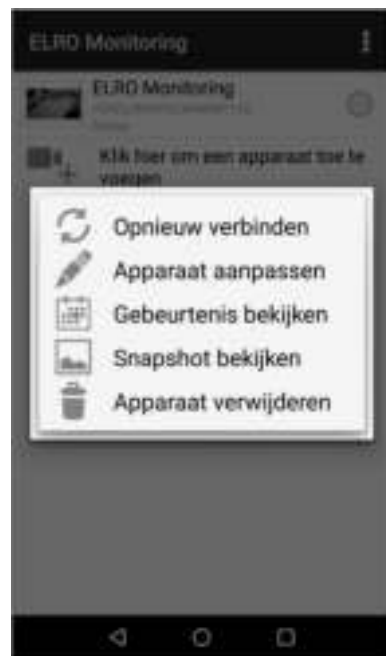 ELRO Monitoring
ELRO Monitoring
Klik hier om een apparaat toe te
voegen
Opnieuw verbinden
Apparaat aanpassen
Gebeurtenis bekijken
Snapshot bekijken
Apparaat verwijderen